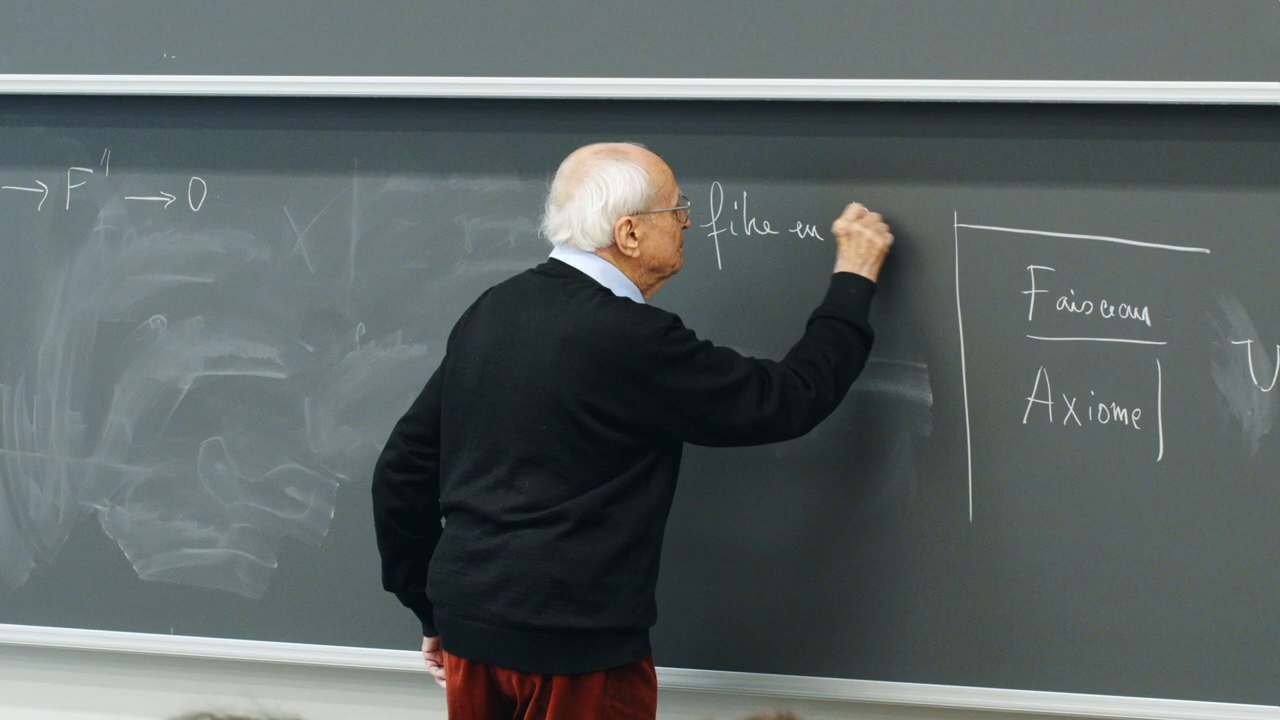 → F'' → 0
fibre en
Faisceau
Axiome
U